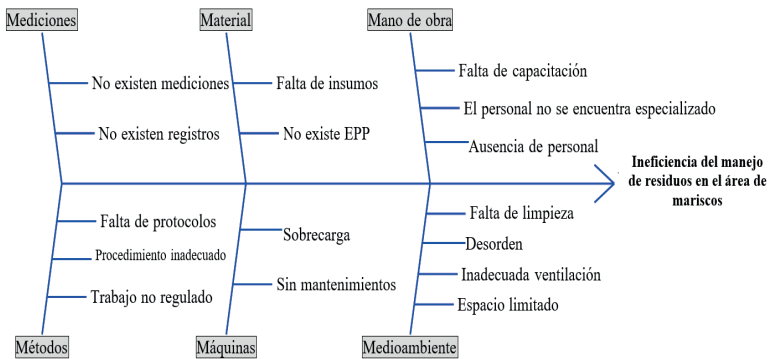 Mediciones
Material
Mano de obra
No existen mediciones
Falta de insumos
Falta de capacitación
El personal no se encuentra especializado
No existen registros
No existe EPP
Ausencia de personal
Ineficiencia del manejo
de residuos en el área de
mariscos
Falta de protocolos
Procedimiento inadecuado
Trabajo no regulado
Sobrecarga
Sin mantenimientos
Falta de limpieza
Desorden
Inadecuada ventilación
Espacio limitado
Métodos
Máquinas
Medioambiente